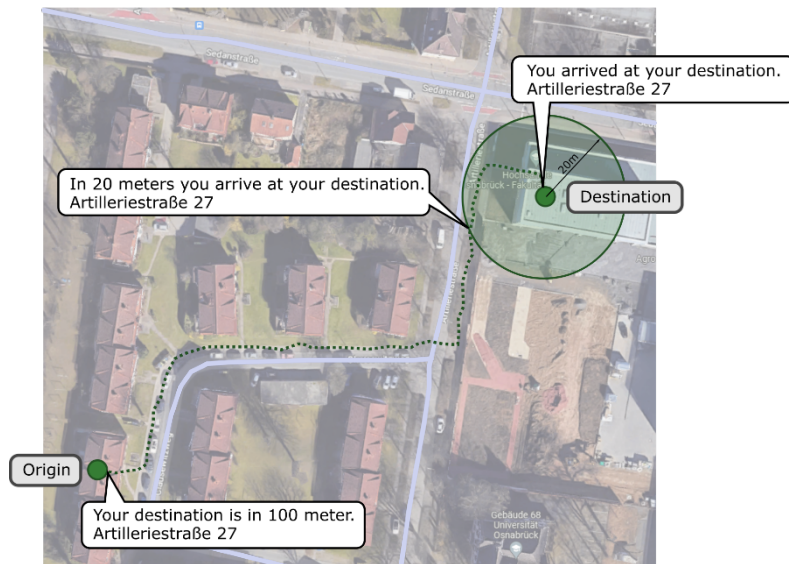 Sedanstraße
Sedanstraße
You arrived at your destination.
Artilleriestraße 27
20m
Destination
In 20 meters you arrive at your destination.
Artilleriestraße 27
Origin
Your destination is in 100 meter.
Artilleriestraße 27
Gebäude 68
Universität
Osnabrück